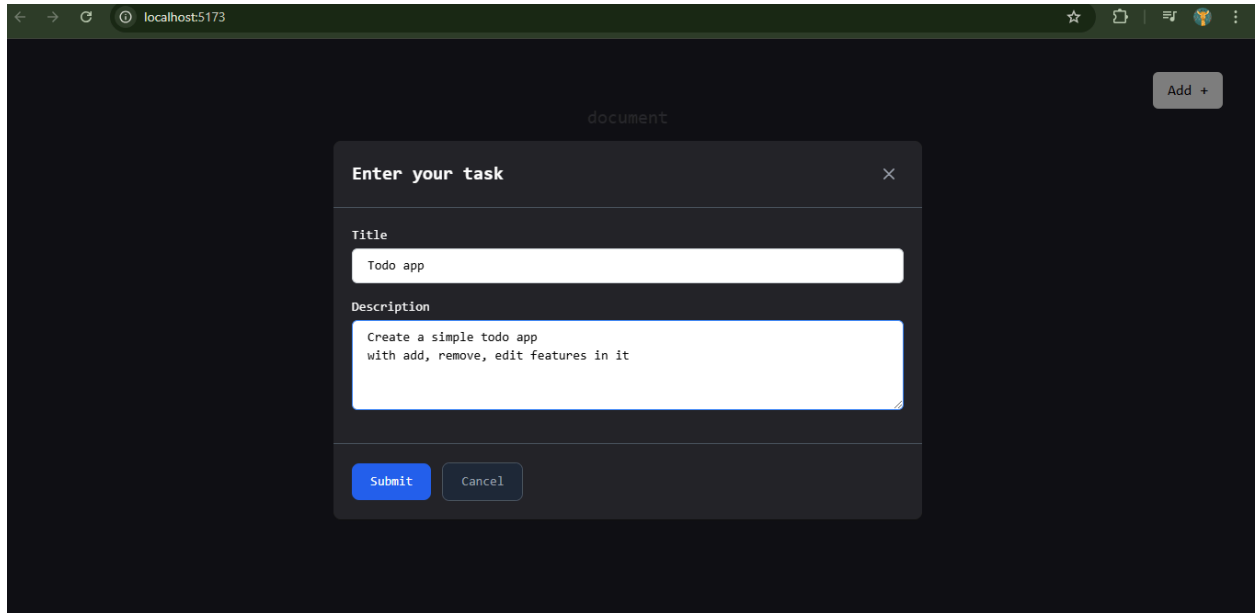 localhost:5173
Add +
document
Enter your task
Title
Todo app
Description
Create a simple todo app
with add, remove, edit features in it
Submit
Cancel